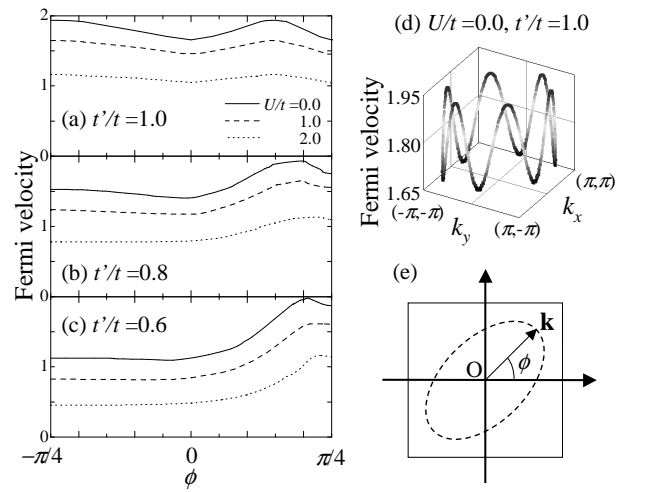 2
1
(a) t'/t =1.0
U/t=0.0
1.0
2.0
Fermi velocity
1
(b) t'/t =0.8
0
(c) t'/t =0.6
1
0
−π/4
0
π/4
ϕ
(d) U/t=0.0, t'/t=1.0
Fermi velocity
1.95
1.80
1.65
(-π,-π)
k_y
(π,-π)
k_x
(π,π)
(e)
k
O
ϕ